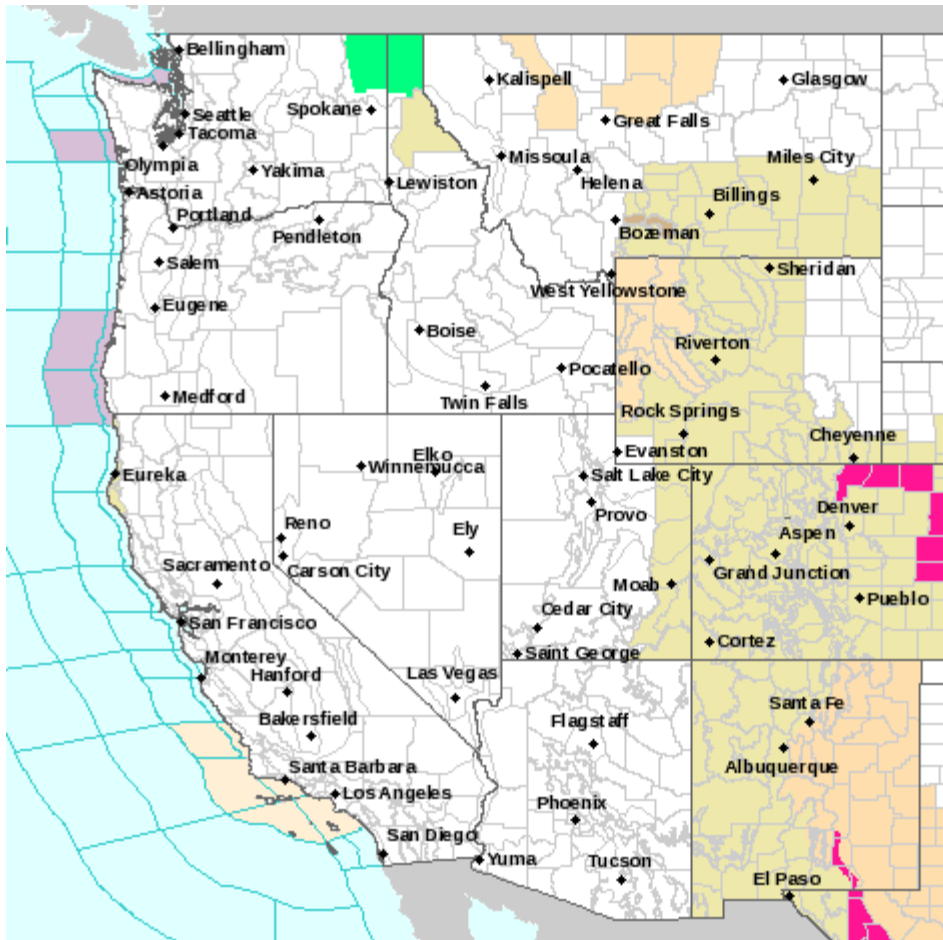 Bellingham
Kalispell
Glasgow
Spokane
Seattle
Great Falls
Tacoma
Olympia
Missoula
Miles City
Yakima
Helena
Lewiston
Astoria
Billings
Portland
Bozeman
Pendleton
Salem
Sheridan
West Yellowstone
Eugene
Boise
Riverton
Pocatello
Medford
Twin Falls
Rock Springs
Cheyenne
Elko
Evanston
Winnemucca
Eureka
Salt Lake City
Denver
Provo
Reno
Ely
Aspen
Sacramento
Carson City
Grand Junction
Moab
Pueblo
Cedar City
San Francisco
Cortez
Saint George
Monterey
Hanford
Las Vegas
Santa Fe
Bakersfield
Flagstaff
Albuquerque
Santa Barbara
Los Angeles
Phoenix
San Diego
Yuma
Tucson
El Paso